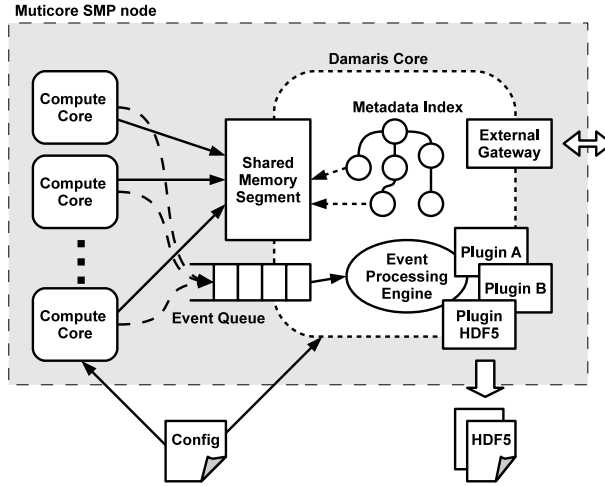 Muticore SMP node
Damaris Core
Compute
Core
Metadata Index
External
Gateway
Shared
Memory
Segment
Compute
Core
Event
Processing
Engine
Plugin A
Plugin B
Plugin
HDF5
Compute
Core
Event Queue
Config
HDF5